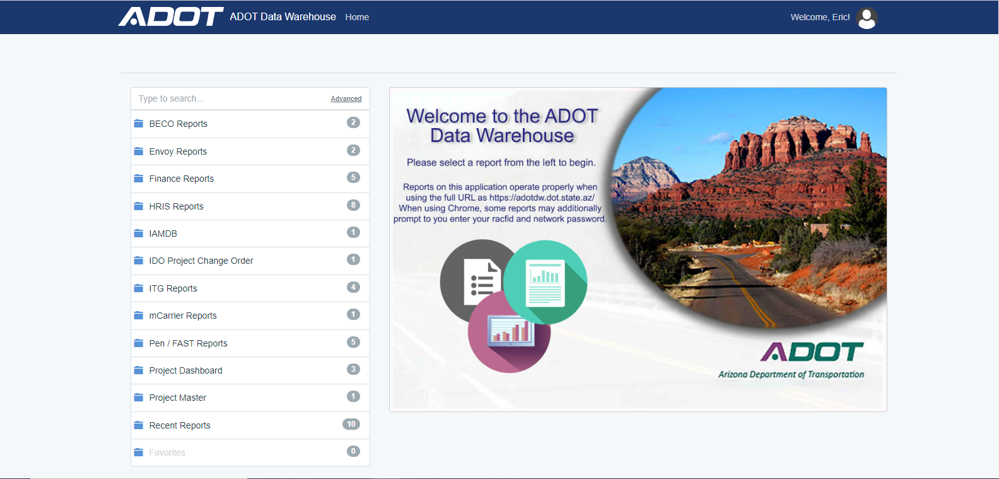 ADOT ADOT Data Warehouse Home Welcome, Eric!
Type to search... Advanced
BECO Reports 2
Envoy Reports 2
Finance Reports 5
HRIS Reports 8
IAMDB 1
IDO Project Change Order 1
ITG Reports 4
mCarrier Reports 1
Pen / FAST Reports 5
Project Dashboard 3
Project Master 1
Recent Reports 10
Favorites 0
Welcome to the ADOT
Data Warehouse
Please select a report from the left to begin.
Reports on this application operate properly when
using the full URL as https://adotdw.dot.state.az/
When using Chrome, some reports may additionally
prompt to you enter your racfid and network password.
ADOT
Arizona Department of Transportation